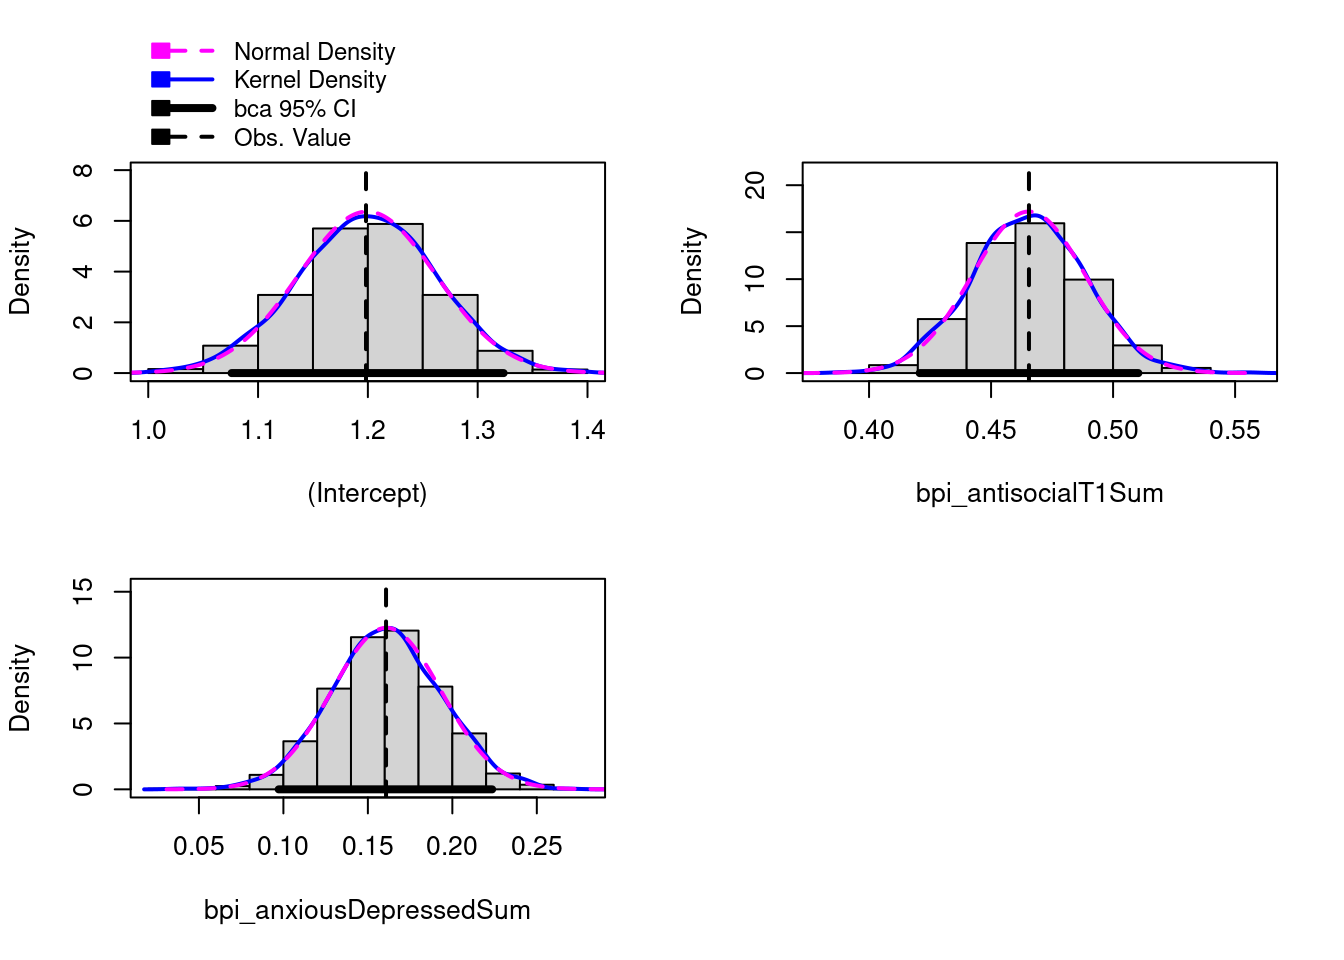 Normal Density
Kernel Density
bca 95% CI
Obs. Value
Density
0 2 4 6 8
1.0 1.1 1.2 1.3 1.4
(Intercept)
Density
0 5 10 20
0.40 0.45 0.50 0.55
bpi_antisocialT1Sum
Density
0 5 10 15
0.05 0.10 0.15 0.20 0.25
bpi_anxiousDepressedSum